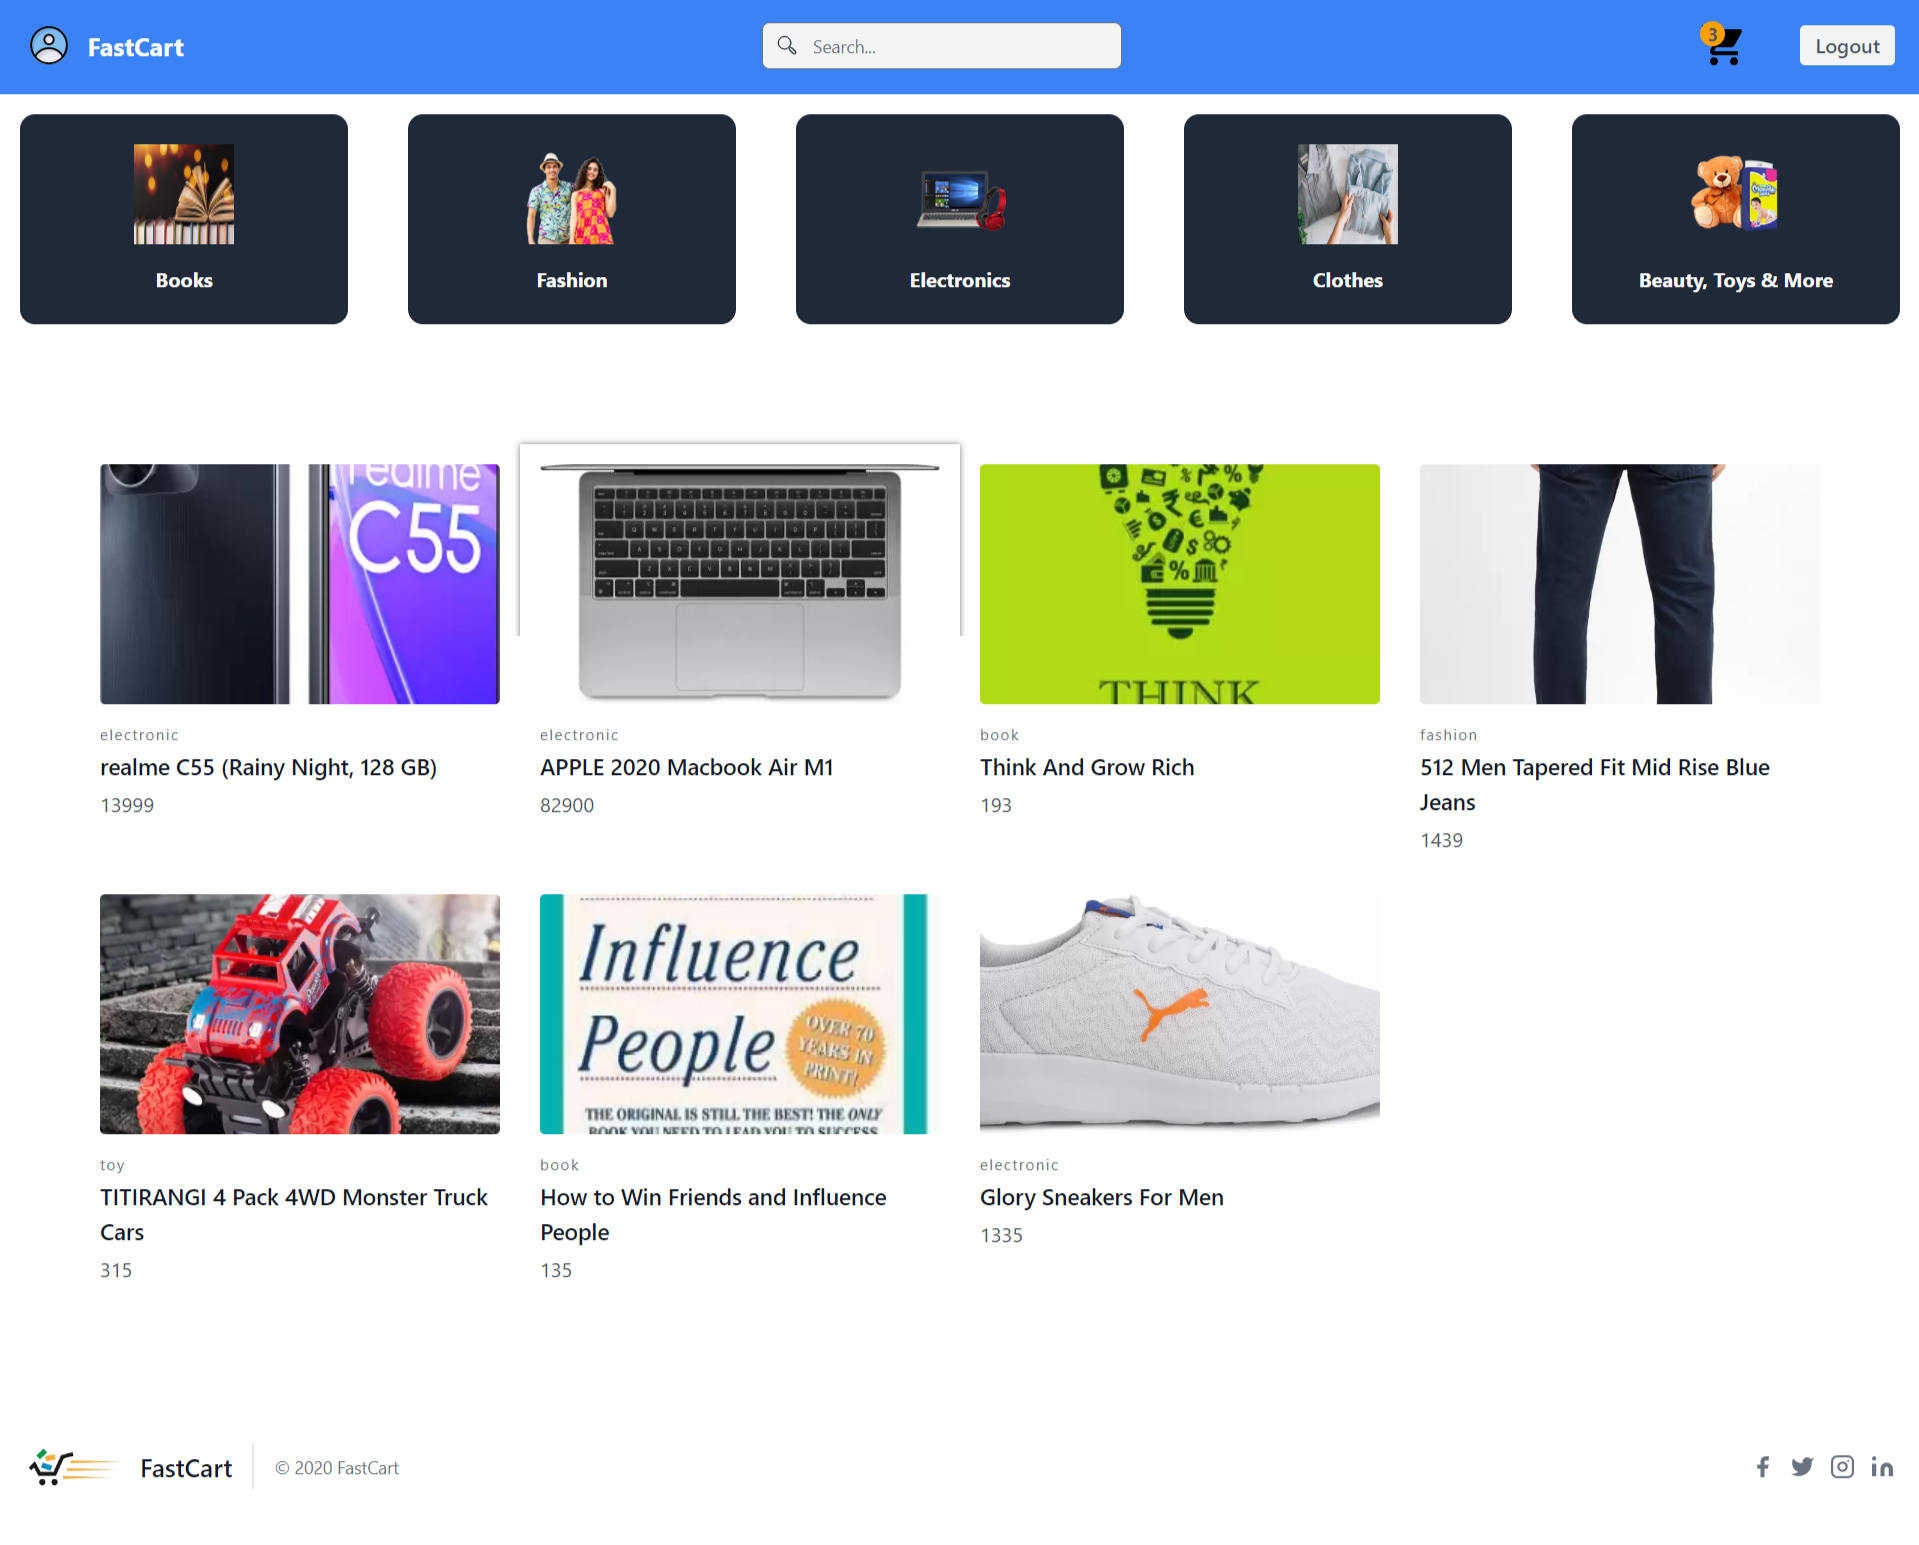 FastCart
Search...
3
Logout
Books
Fashion
Electronics
Clothes
Beauty, Toys & More
realme
C55
THINK
electronic
realme C55 (Rainy Night, 128 GB)
13999
electronic
APPLE 2020 Macbook Air M1
82900
book
Think And Grow Rich
193
fashion
512 Men Tapered Fit Mid Rise Blue
Jeans
1439
Influence
People
OVER 70
YEARS IN
PRINT!
THE ORIGINAL IS STILL THE BEST! THE ONLY
BOOK YOU NEED TO LEAD YOU TO SUCCESS
toy
TITIRANGI 4 Pack 4WD Monster Truck
Cars
315
book
How to Win Friends and Influence
People
135
electronic
Glory Sneakers For Men
1335
FastCart
© 2020 FastCart